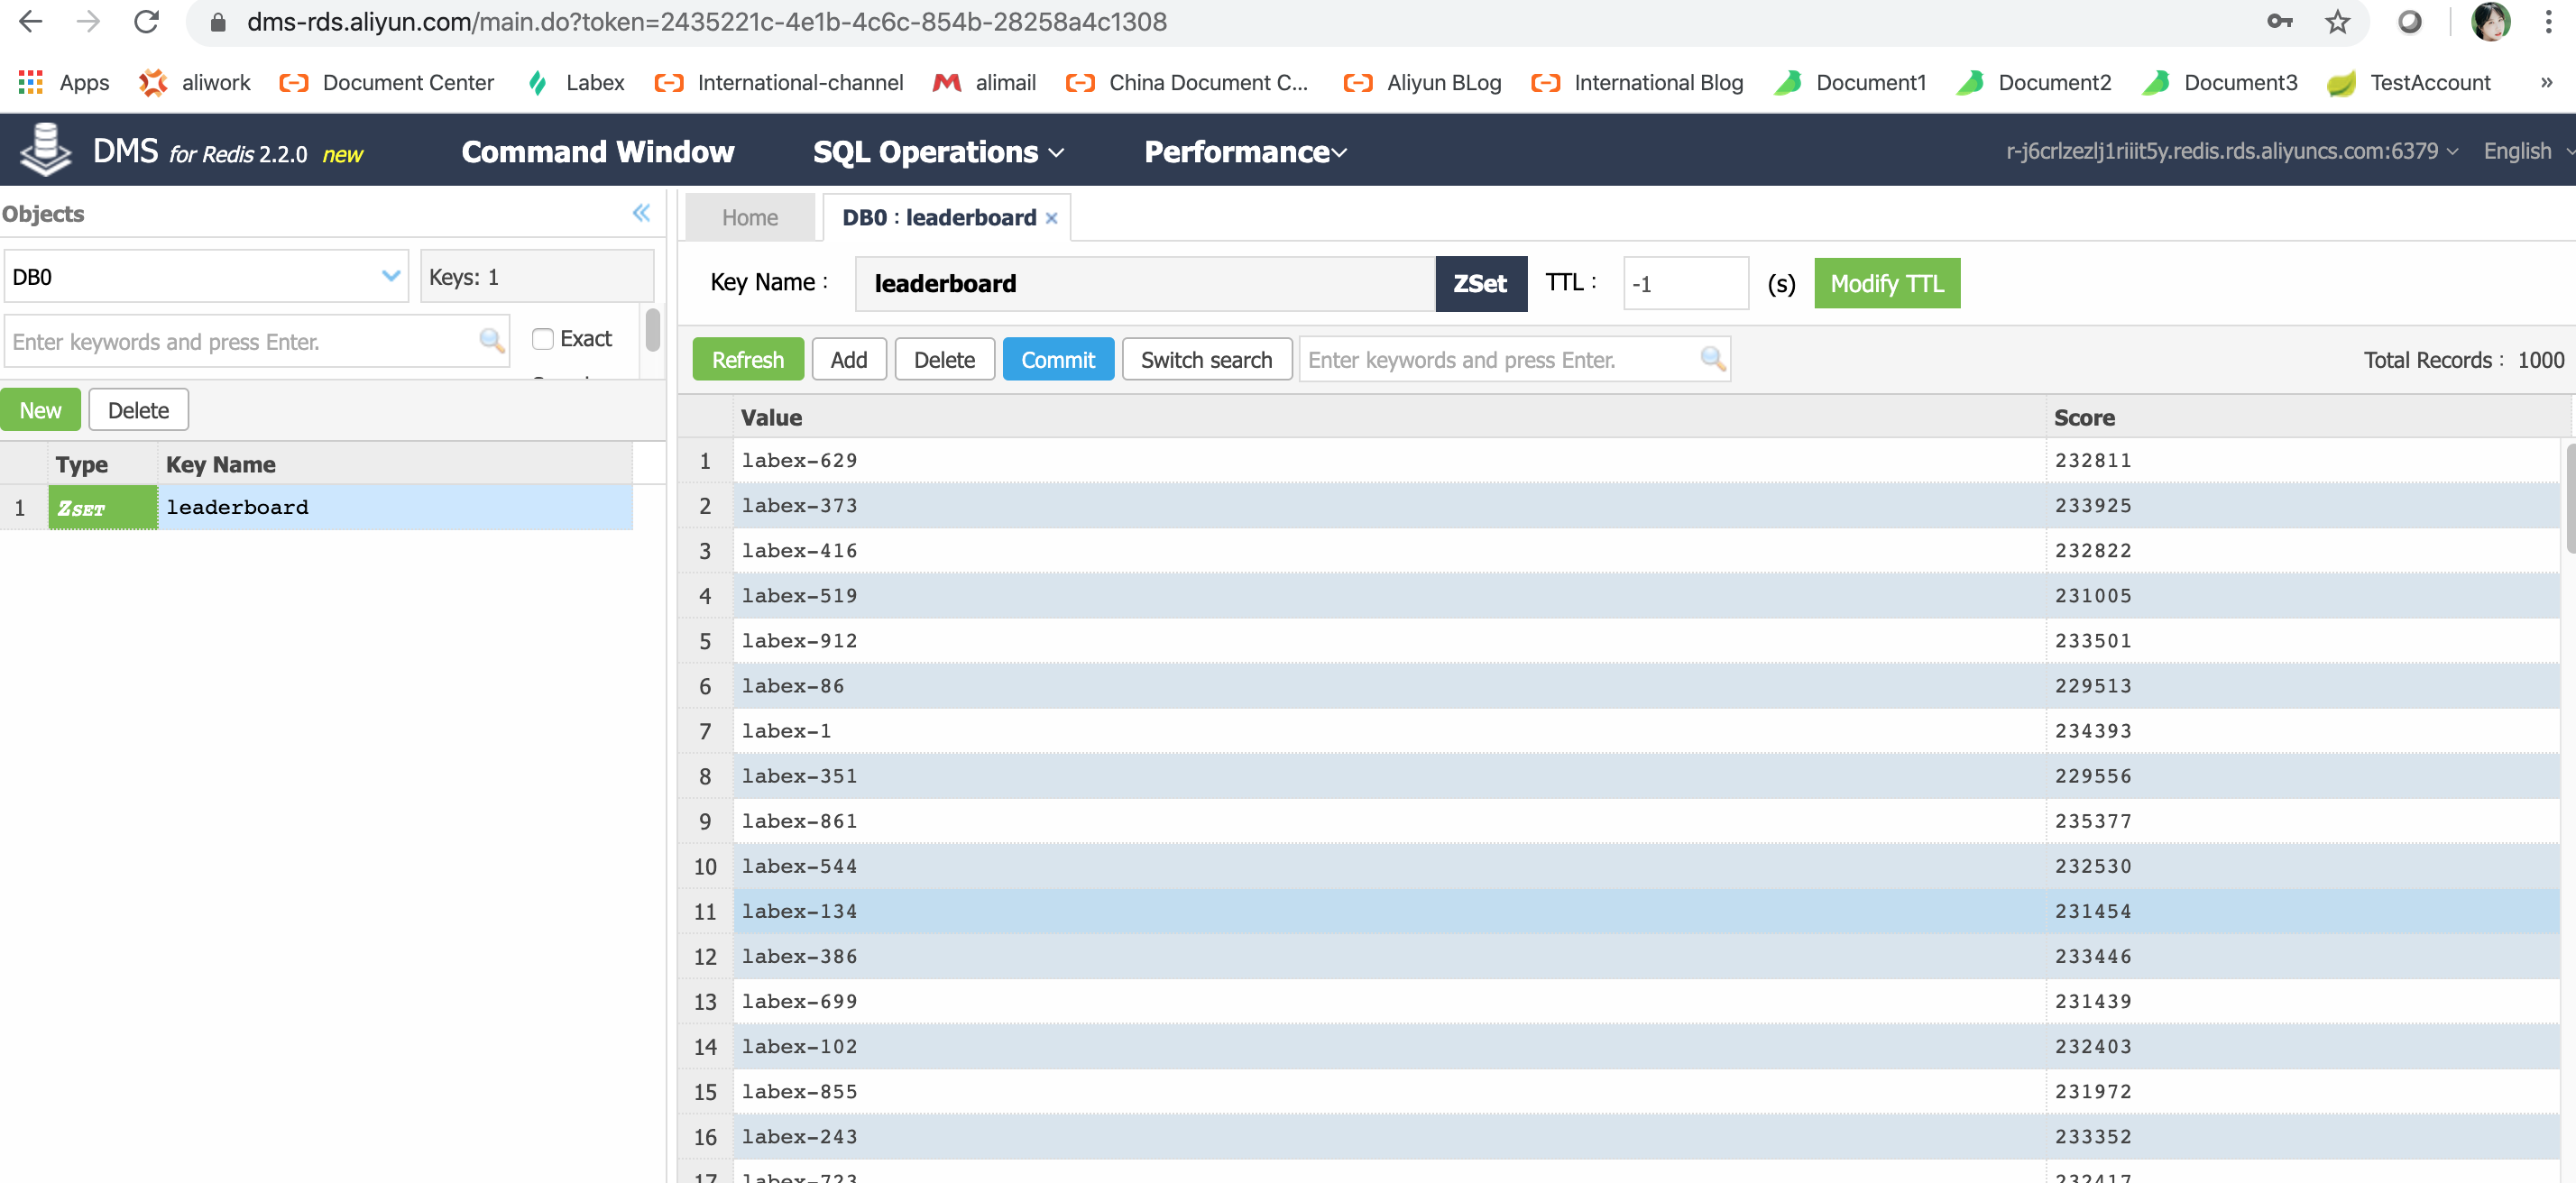 dms-rds.aliyun.com/main.do?token=2435221c-4e1b-4c6c-854b-28258a4c1308
Apps aliwork Document Center Labex International-channel alimail China Document C... Aliyun BLog International Blog Document1 Document2 Document3 TestAccount »
DMS for Redis 2.2.0 new Command Window SQL Operations Performance r-j6crlzezlj1riiit5y.redis.rds.aliyuncs.com:6379 English
Objects
DB0 Keys: 1
Enter keywords and press Enter. Exact
New Delete
Type Key Name
1 ZSET leaderboard
Home DB0 : leaderboard ×
Key Name : leaderboard ZSet TTL : -1 (s) Modify TTL
Refresh Add Delete Commit Switch search Enter keywords and press Enter. Total Records : 1000
Value Score
1 labex-629 232811
2 labex-373 233925
3 labex-416 232822
4 labex-519 231005
5 labex-912 233501
6 labex-86 229513
7 labex-1 234393
8 labex-351 229556
9 labex-861 235377
10 labex-544 232530
11 labex-134 231454
12 labex-386 233446
13 labex-699 231439
14 labex-102 232403
15 labex-855 231972
16 labex-243 233352
17 labex-723 232417